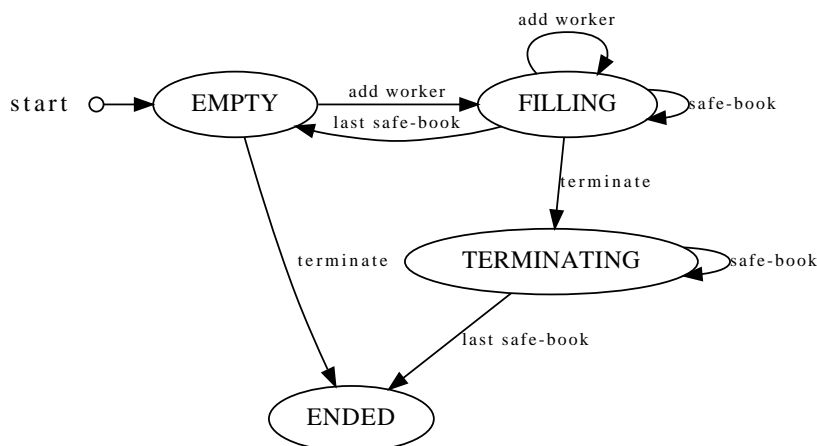 add worker
start
EMPTY
add worker
FILLING
safe-book
last safe-book
terminate
terminate
TERMINATING
safe-book
last safe-book
ENDED